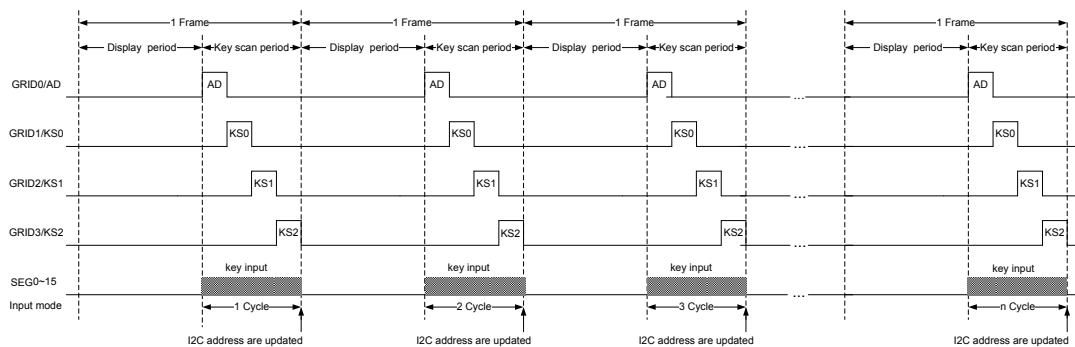 1 Frame 1 Frame 1 Frame 1 Frame
Display period Key scan period Display period Key scan period Display period Key scan period Display period Key scan period
GRID0/AD AD AD AD ... AD
GRID1/KS0 KS0 KS0 KS0 ... KS0
GRID2/KS1 KS1 KS1 KS1 ... KS1
GRID3/KS2 KS2 KS2 KS2 ... KS2
key input key input key input key input
SEG0~15 ...
Input mode 1 Cycle 2 Cycle 3 Cycle n Cycle
I2C address are updated I2C address are updated I2C address are updated I2C address are updated